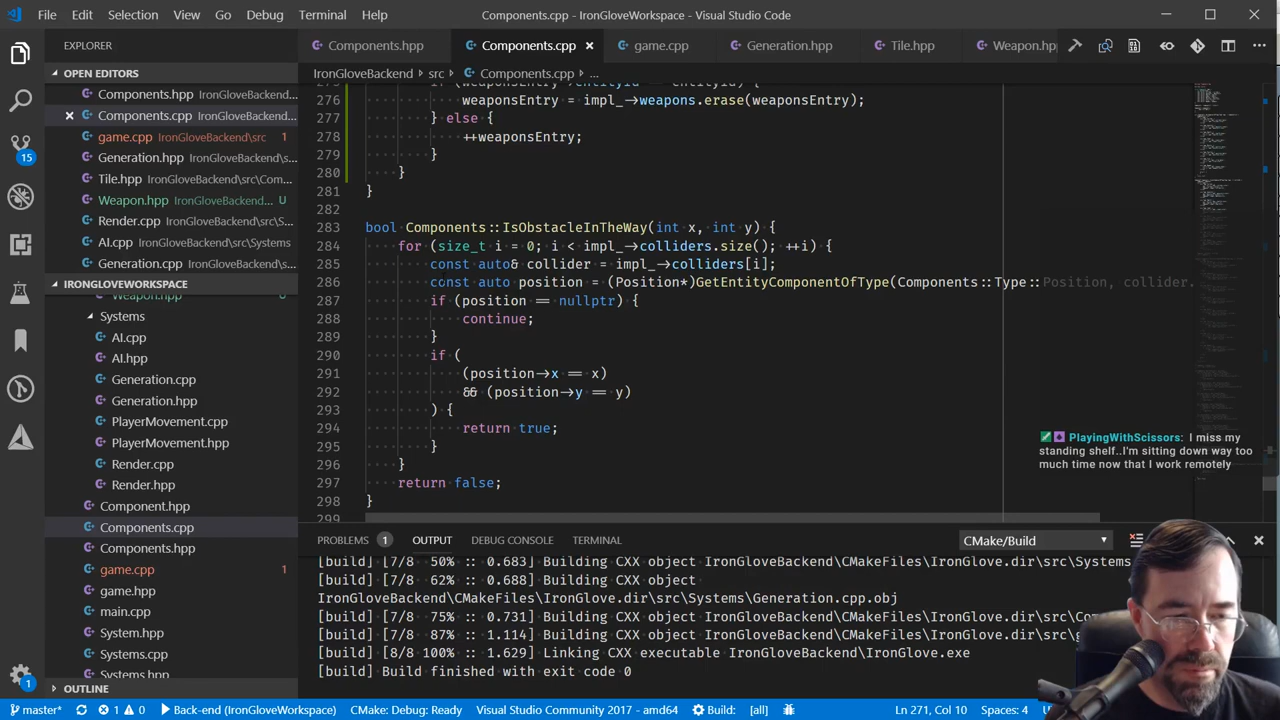 File Edit Selection View Go Debug Terminal Help Components.cpp - IronGloveWorkspace - Visual Studio Code
EXPLORER
Components.hpp Components.cpp × game.cpp Generation.hpp Tile.hpp Weapon.hpp
OPEN EDITORS
Components.hpp IronGloveBackend...
× Components.cpp IronGloveBackend...
game.cpp IronGloveBackend\src 1
Generation.hpp IronGloveBackend\s...
Tile.hpp IronGloveBackend\src\Com...
Weapon.hpp IronGloveBackend... U
Render.cpp IronGloveBackend\src\S...
AI.cpp IronGloveBackend\src\Systems
Generation.cpp IronGloveBackend\s...
IRONGLOVEWORKSPACE
Weapon.hpp
Systems
AI.cpp
AI.hpp
Generation.cpp
Generation.hpp
PlayerMovement.cpp
PlayerMovement.hpp
Render.cpp
Render.hpp
Component.hpp
Components.cpp
Components.hpp
game.cpp 1
game.hpp
main.cpp
System.hpp
Systems.cpp
Systems.hpp
OUTLINE
15
1
IronGloveBackend > src > Components.cpp > ...
276 weaponsEntry = impl_->weapons.erase(weaponsEntry);
277 } else {
278 ++weaponsEntry;
279 }
280 }
281 }
282
283 bool Components::IsObstacleInTheWay(int x, int y) {
284 for (size_t i = 0; i < impl_->colliders.size(); ++i) {
285 const auto& collider = impl_->colliders[i];
286 const auto position = (Position*)GetEntityComponentOfType(Components::Type::Position, collider.
287 if (position == nullptr) {
288 continue;
289 }
290 if (
291 (position->x == x)
292 && (position->y == y)
293 ) {
294 return true;
295 }
296 }
297 return false;
298 }
299
PlayingWithScissors: I miss my
standing shelf..I'm sitting down way too
much time now that I work remotely
PROBLEMS 1 OUTPUT DEBUG CONSOLE TERMINAL CMake/Build
[build] [7/8 50% :: 0.683] Building CXX object IronGloveBackend\CMakeFiles\IronGlove.dir\src\Systems
[build] [7/8 62% :: 0.688] Building CXX object
IronGloveBackend\CMakeFiles\IronGlove.dir\src\Systems\Generation.cpp.obj
[build] [7/8 75% :: 0.731] Building CXX object IronGloveBackend\CMakeFiles\IronGlove.dir\src\Co
[build] [7/8 87% :: 1.114] Building CXX object IronGloveBackend\CMakeFiles\IronGlove.dir\src\g
[build] [8/8 100% :: 1.629] Linking CXX executable IronGloveBackend\IronGlove.exe
[build] Build finished with exit code 0
master* 1 0 Back-end (IronGloveWorkspace) CMake: Debug: Ready Visual Studio Community 2017 - amd64 Build: [all] Ln 271, Col 10 Spaces: 4